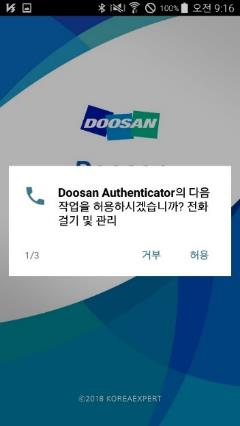 100% 오전 9:16
DOOSAN
Doosan
Doosan Authenticator의 다음
작업을 허용하시겠습니까? 전화
걸기 및 관리
1/3 거부 허용
ⓒ2018 KOREAEXPERT